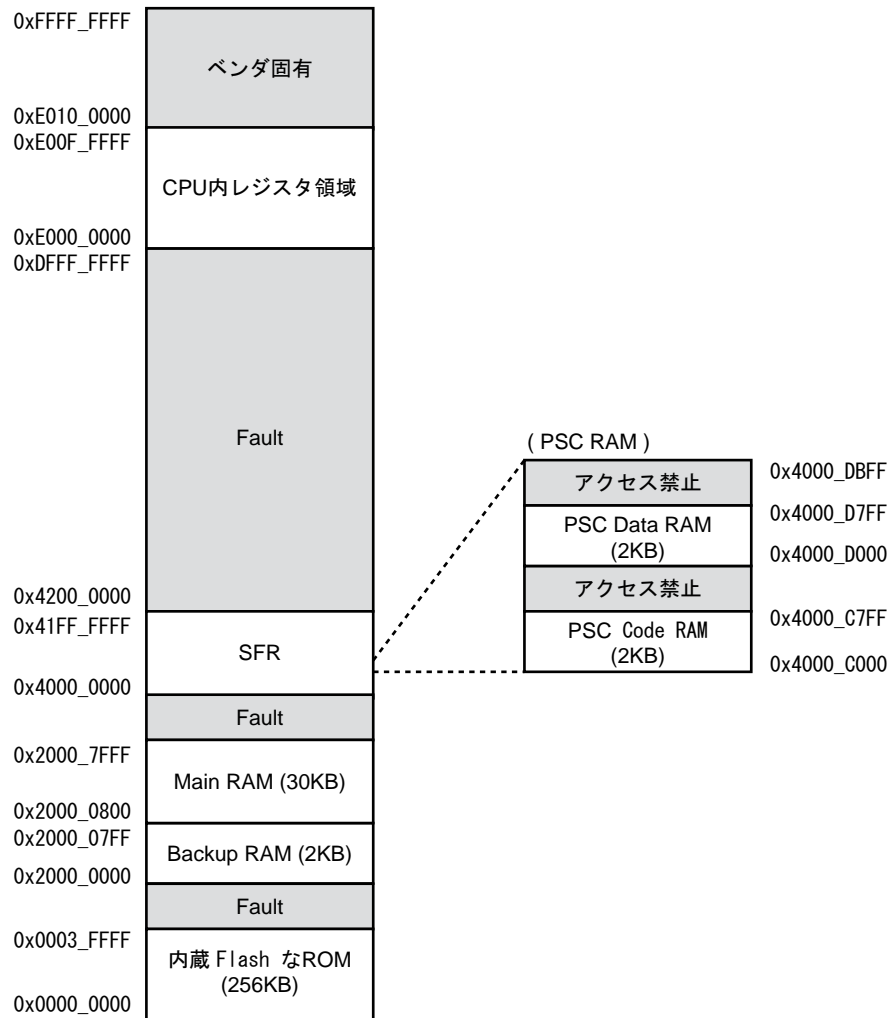 0xFFFF_FFFF
ベンダ固有
0xE010_0000
0xE00F_FFFF
CPU内レジスタ領域
0xE000_0000
0xDFFF_FFFF
Fault
0x4200_0000
0x41FF_FFFF
SFR
0x4000_0000
Fault
0x2000_7FFF
Main RAM (30KB)
0x2000_0800
0x2000_07FF
Backup RAM (2KB)
0x2000_0000
Fault
0x0003_FFFF
内蔵 Flash なROM
(256KB)
0x0000_0000
( PSC RAM )
アクセス禁止
0x4000_DBFF
PSC Data RAM
(2KB)
0x4000_D7FF
0x4000_D000
アクセス禁止
PSC Code RAM
(2KB)
0x4000_C7FF
0x4000_C000